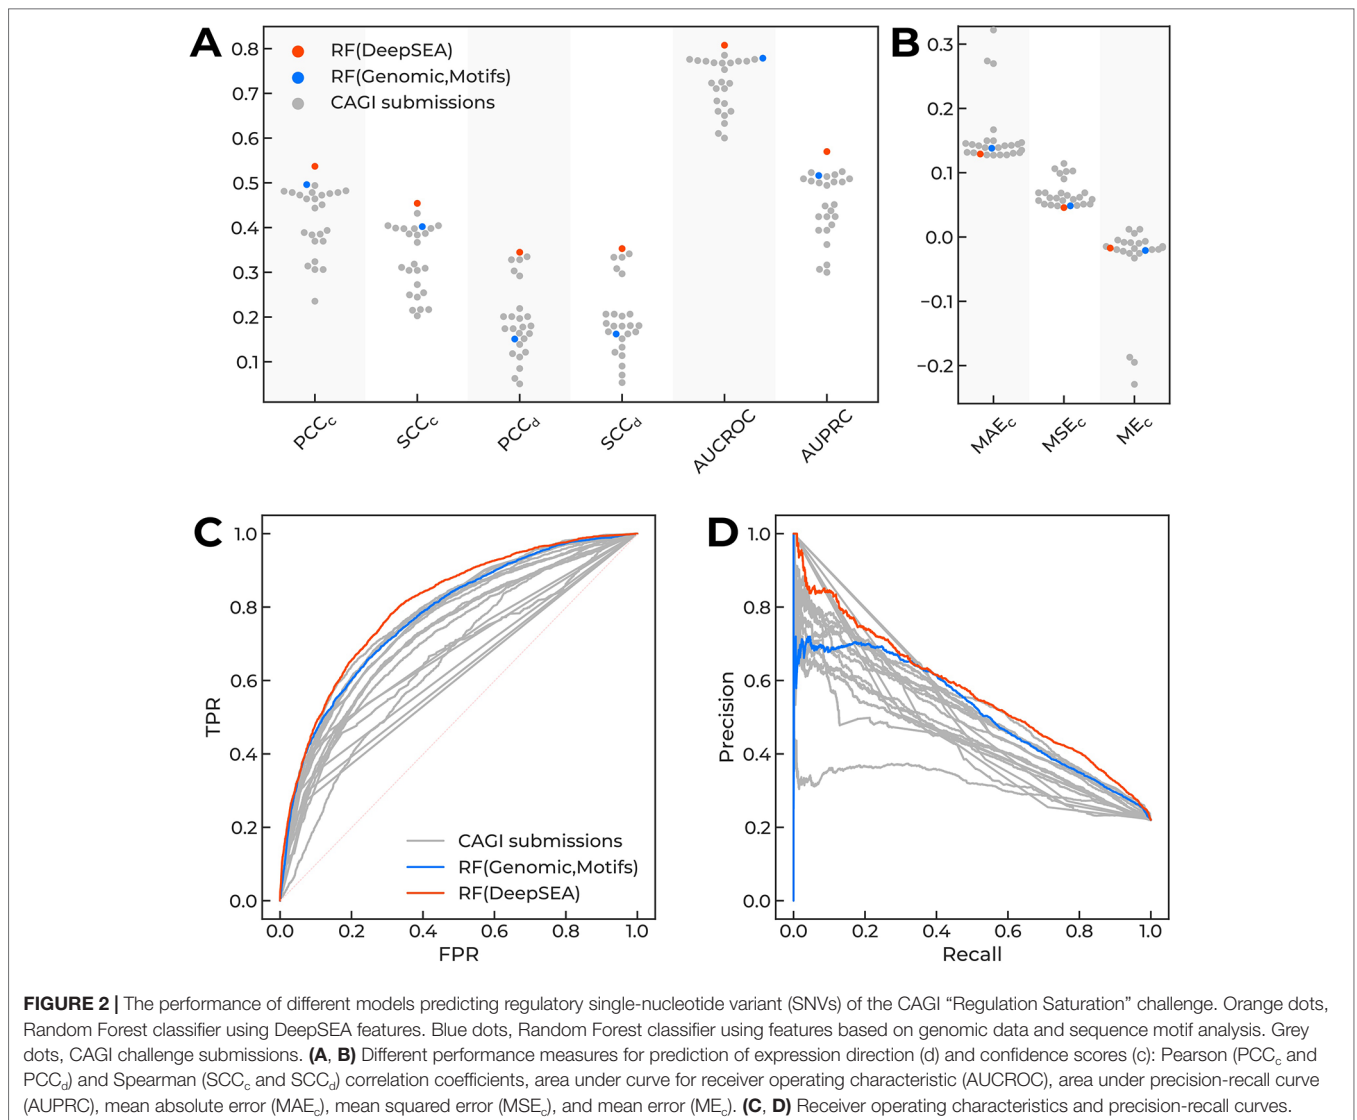 A
0.8
0.7
0.6
0.5
0.4
0.3
0.2
0.1
RF(DeepSEA)
RF(Genomic,Motifs)
CAGI submissions
PCCc
SCCc
PCCd
SCCd
AUCROC
AUPRC
B
0.3
0.2
0.1
0.0
−0.1
−0.2
MAEc
MSEc
MEc
C
TPR
1.0
0.8
0.6
0.4
0.2
0.0
CAGI submissions
RF(Genomic,Motifs)
RF(DeepSEA)
0.0 0.2 0.4 0.6 0.8 1.0
FPR
D
Precision
1.0
0.8
0.6
0.4
0.2
0.0
0.0 0.2 0.4 0.6 0.8 1.0
Recall
FIGURE 2 | The performance of different models predicting regulatory single-nucleotide variant (SNVs) of the CAGI “Regulation Saturation” challenge. Orange dots,
Random Forest classifier using DeepSEA features. Blue dots, Random Forest classifier using features based on genomic data and sequence motif analysis. Grey
dots, CAGI challenge submissions. (A, B) Different performance measures for prediction of expression direction (d) and confidence scores (c): Pearson (PCCc and
PCCd) and Spearman (SCCc and SCCd) correlation coefficients, area under curve for receiver operating characteristic (AUCROC), area under precision-recall curve
(AUPRC), mean absolute error (MAEc), mean squared error (MSEc), and mean error (MEc). (C, D) Receiver operating characteristics and precision-recall curves.